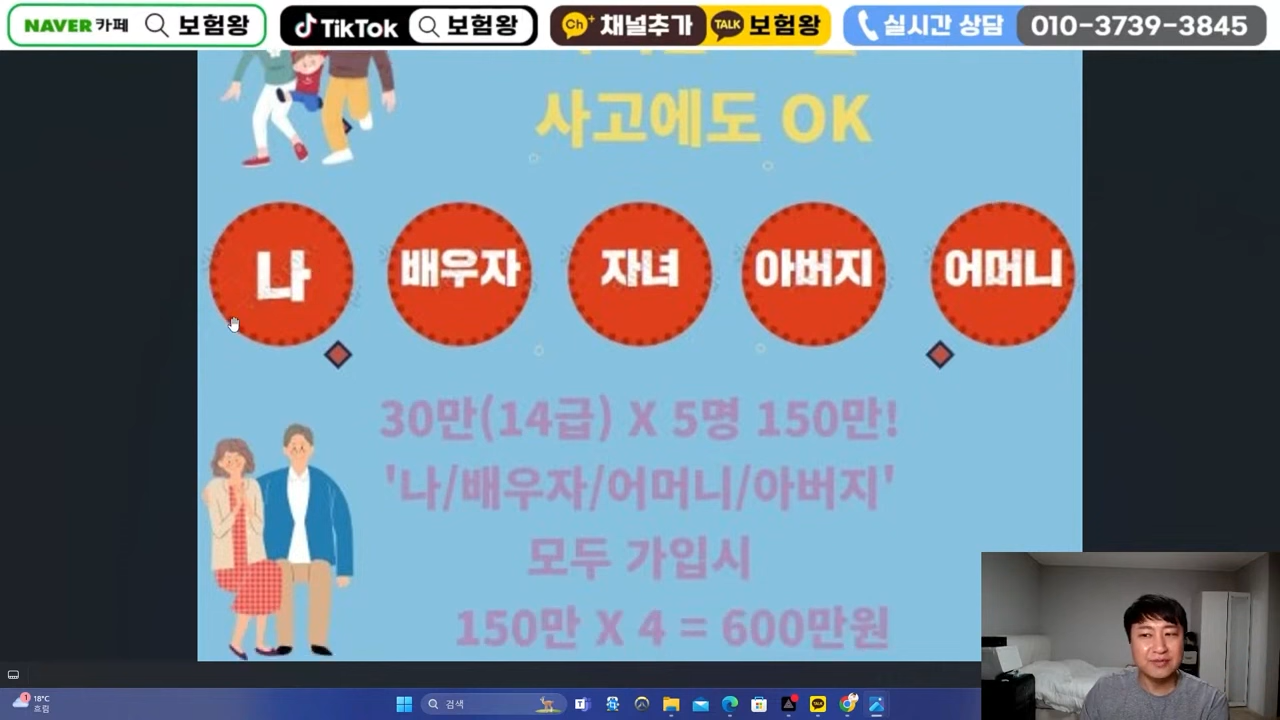 NAVER 카페 보험왕
TikTok 보험왕
Ch+ 채널추가 TALK 보험왕
실시간 상담 010-3739-3845
사고에도 OK
나
배우자
자녀
아버지
어머니
30만(14급) X 5명 150만!
'나/배우자/어머니/아버지'
모두 가입시
150만 X 4 = 600만원
1
18°C
흐림
검색
TALK